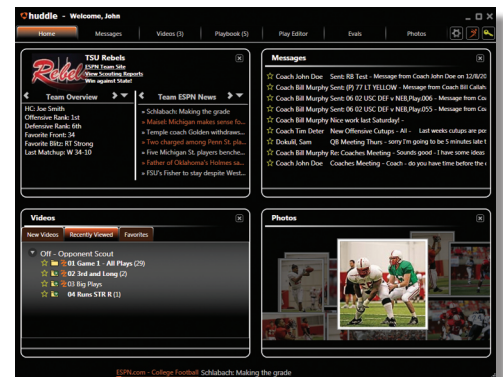 huddle - Welcome, John
Home Messages Videos (3) Playbook (5) Play Editor Evals Photos
Rebels
TSU Rebels
ESPN Team Site
View Scouting Reports
Win against State!
Team Overview
HC: Joe Smith
Offensive Rank: 1st
Defensive Rank: 6th
Favorite Front: 34
Favorite Blitz: RT Strong
Last Matchup: W 34-10
Team ESPN News
» Schlabach: Making the grade
» Maisel: Michigan makes sense fo...
» Temple coach Golden withdraws...
» Two charged among Penn St. pla...
» Five Michigan St. players benche...
» Father of Oklahoma's Holmes sa...
» FSU's Fisher to stay despite West...
Messages
Coach John Doe Sent: RB Test - Message from Coach John Doe on 12/8/20
Coach Bill Murphy Sent: (P) 77 LT YELLOW - Message from Coach Bill Callah
Coach Bill Murphy Sent: 06 02 USC DEF v NEB,Play.006 - Message from Coa
Coach Bill Murphy Sent: 06 02 USC DEF v NEB,Play.055 - Message from Coa
Coach Bill Murphy Nice work last Saturday! -
Coach Tim Deter New Offensive Cutups - All - Last weeks cutups are pos
Dokulil, Sam QB Meeting Thurs - sorry I'm going to be 5 minutes late t
Coach Bill Murphy Re: Coaches Meeting - Sounds good - I have some ideas
Coach John Doe Coaches Meeting - Coach - do you have time before the
Videos
New Videos Recently Viewed Favorites
Off - Opponent Scout
01 Game 1 - All Plays (29)
02 3rd and Long (2)
03 Big Plays
04 Runs STR R (1)
Photos
ESPN.com - College Football Schlabach: Making the grade